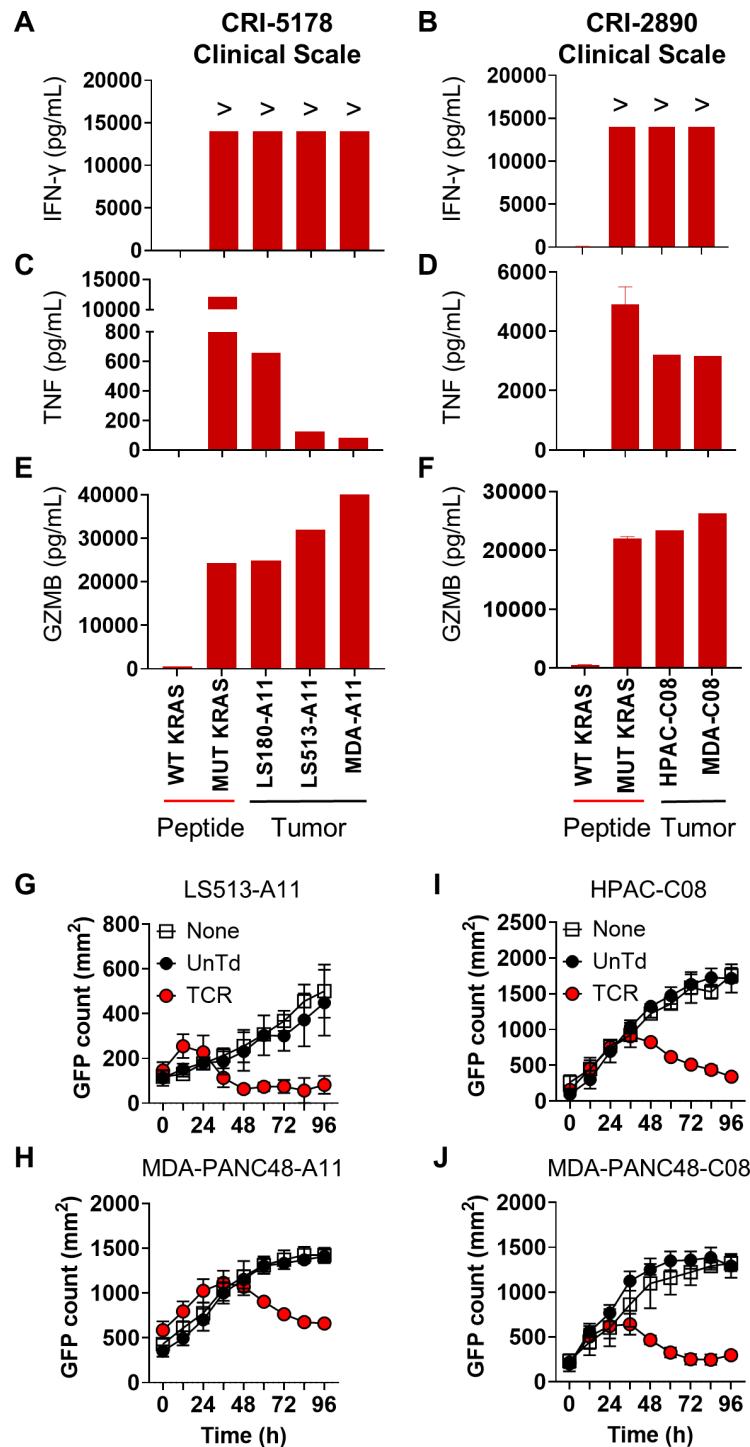 A
CRI-5178
Clinical Scale
IFN-γ (pg/mL)
20000
15000
10000
5000
0
> > > >
B
CRI-2890
Clinical Scale
IFN-γ (pg/mL)
20000
15000
10000
5000
0
> > >
C
TNF (pg/mL)
15000
10000
800
600
400
200
0
D
TNF (pg/mL)
6000
4000
2000
0
E
GZMB (pg/mL)
40000
30000
20000
10000
0
WT KRAS
MUT KRAS
LS180-A11
LS513-A11
MDA-A11
Peptide Tumor
F
GZMB (pg/mL)
30000
20000
10000
0
WT KRAS
MUT KRAS
HPAC-C08
MDA-C08
Peptide Tumor
G
LS513-A11
GFP count (mm²)
800
600
400
200
0
None
UnTd
TCR
0 24 48 72 96
I
HPAC-C08
GFP count (mm²)
2500
2000
1500
1000
500
0
None
UnTd
TCR
0 24 48 72 96
H
MDA-PANC48-A11
GFP count (mm²)
2000
1500
1000
500
0
0 24 48 72 96
Time (h)
J
MDA-PANC48-C08
GFP count (mm²)
2000
1500
1000
500
0
0 24 48 72 96
Time (h)